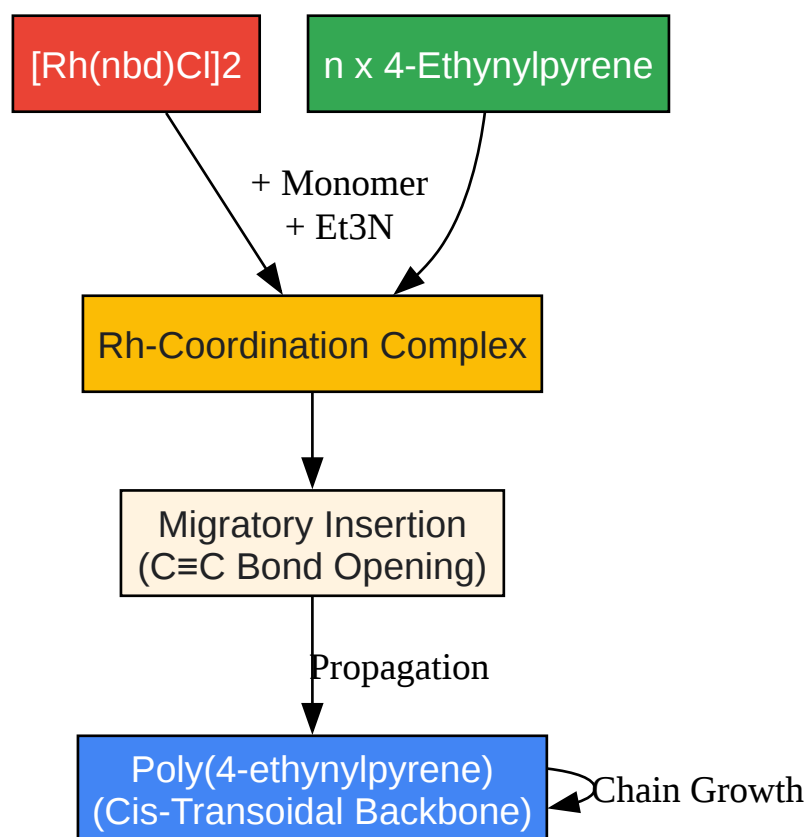 [Rh(nbd)Cl]2
n x 4-Ethynylpyrene
+ Monomer
+ Et3N
Rh-Coordination Complex
Migratory Insertion
(C≡C Bond Opening)
Propagation
Poly(4-ethynylpyrene)
(Cis-Transoidal Backbone)
Chain Growth